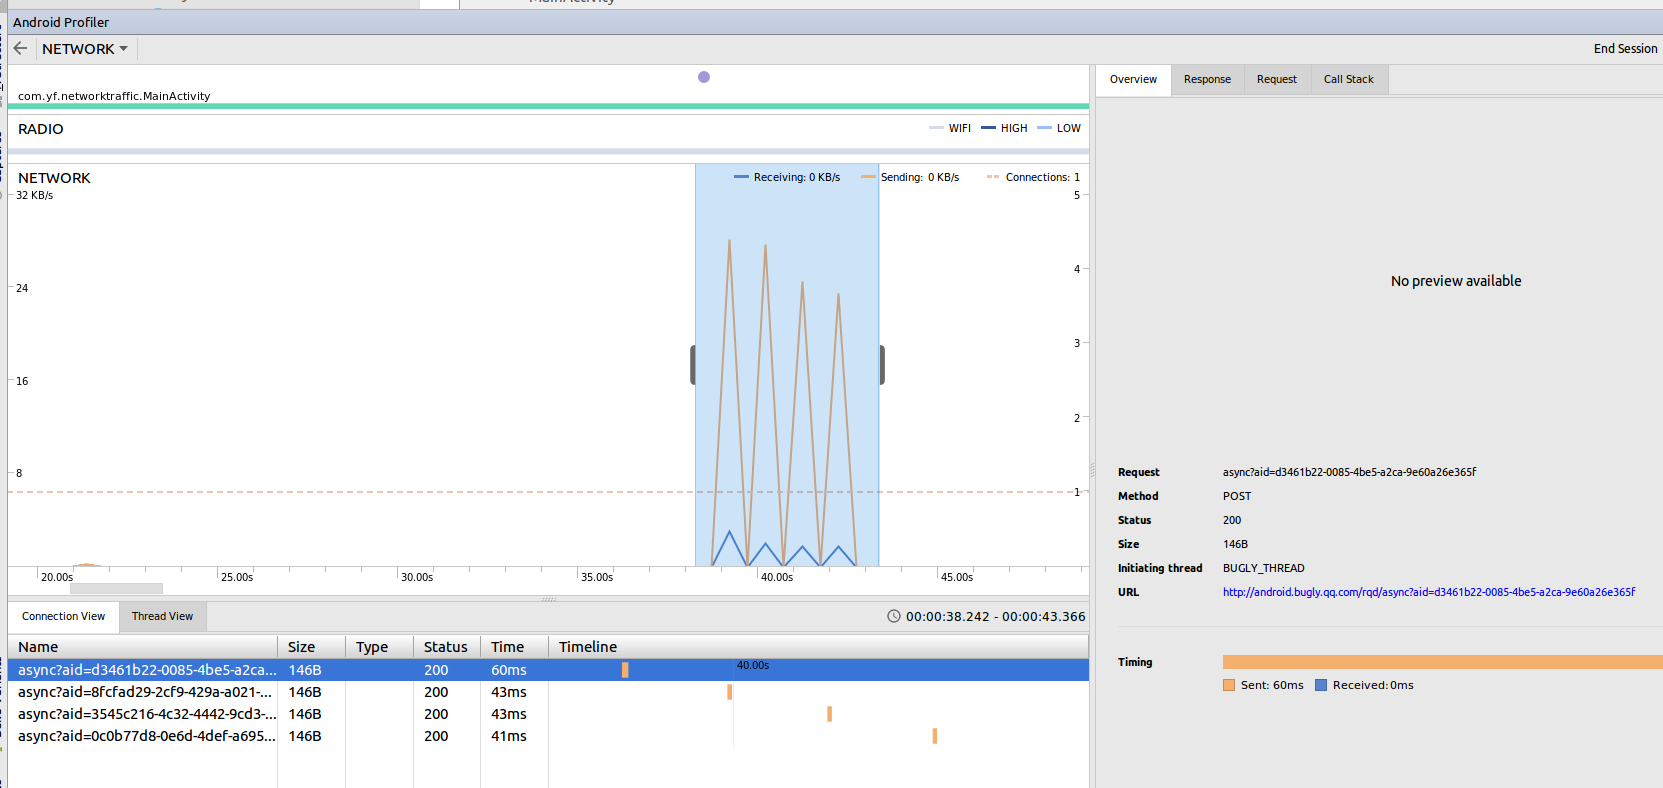 MainActivity
Android Profiler
NETWORK
End Session
com.yf.networktraffic.MainActivity
RADIO
WIFI HIGH LOW
NETWORK
Receiving: 0 KB/s Sending: 0 KB/s Connections: 1
32 KB/s
24
16
8
5
4
3
2
1
20.00s 25.00s 30.00s 35.00s 40.00s 45.00s
Connection View Thread View
00:00:38.242 - 00:00:43.366
Name Size Type Status Time Timeline
async?aid=d3461b22-0085-4be5-a2ca... 146B 200 60ms 40.00s
async?aid=8fcfad29-2cf9-429a-a021-... 146B 200 43ms
async?aid=3545c216-4c32-4442-9cd3-... 146B 200 43ms
async?aid=0c0b77d8-0e6d-4def-a695... 146B 200 41ms
Overview Response Request Call Stack
No preview available
Request async?aid=d3461b22-0085-4be5-a2ca-9e60a26e365f
Method POST
Status 200
Size 146B
Initiating thread BUGLY_THREAD
URL http://android.bugly.qq.com/rqd/async?aid=d3461b22-0085-4be5-a2ca-9e60a26e365f
Timing
Sent: 60ms Received: 0ms